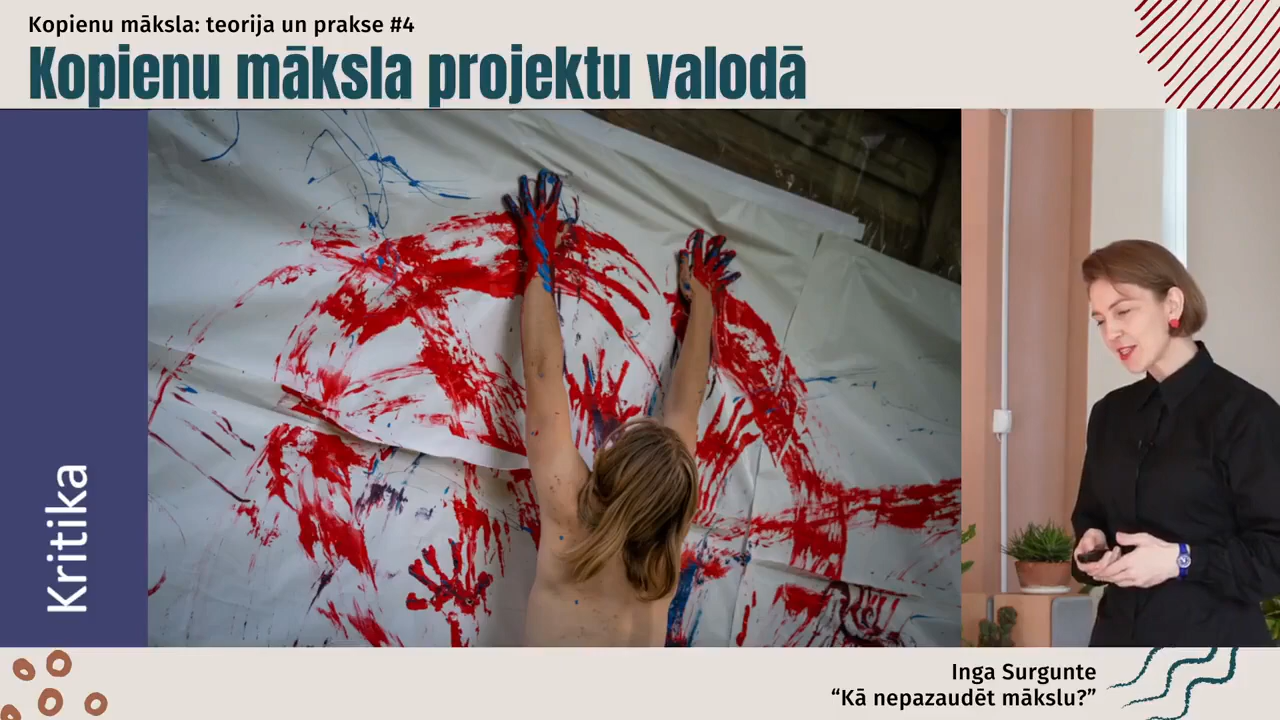 Kopienu māksla: teorija un prakse #4
Kopienu māksla projektu valodā
Kritika
Inga Surgunte
“Kā nepazaudēt mākslu?”